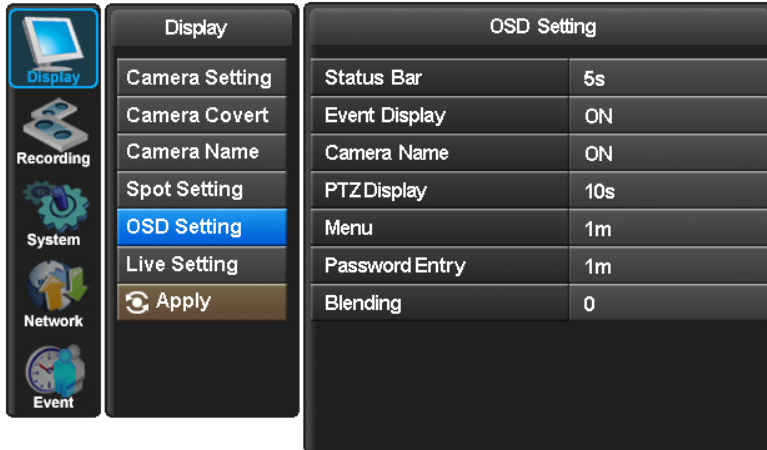 Display
Recording
System
Network
Event
Display
Camera Setting
Camera Covert
Camera Name
Spot Setting
OSD Setting
Live Setting
Apply
OSD Setting
Status Bar 5s
Event Display ON
Camera Name ON
PTZ Display 10s
Menu 1m
Password Entry 1m
Blending 0